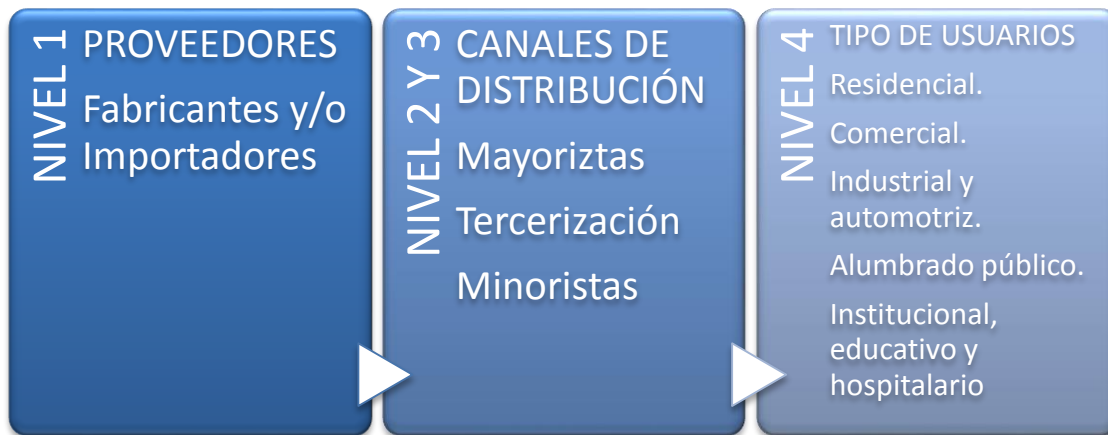 NIVEL 1
PROVEEDORES
Fabricantes y/o
Importadores
NIVEL 2 Y 3
CANALES DE
DISTRIBUCIÓN
Mayoriztas
Tercerización
Minoristas
NIVEL 4
TIPO DE USUARIOS
Residencial.
Comercial.
Industrial y
automotriz.
Alumbrado público.
Institucional,
educativo y
hospitalario